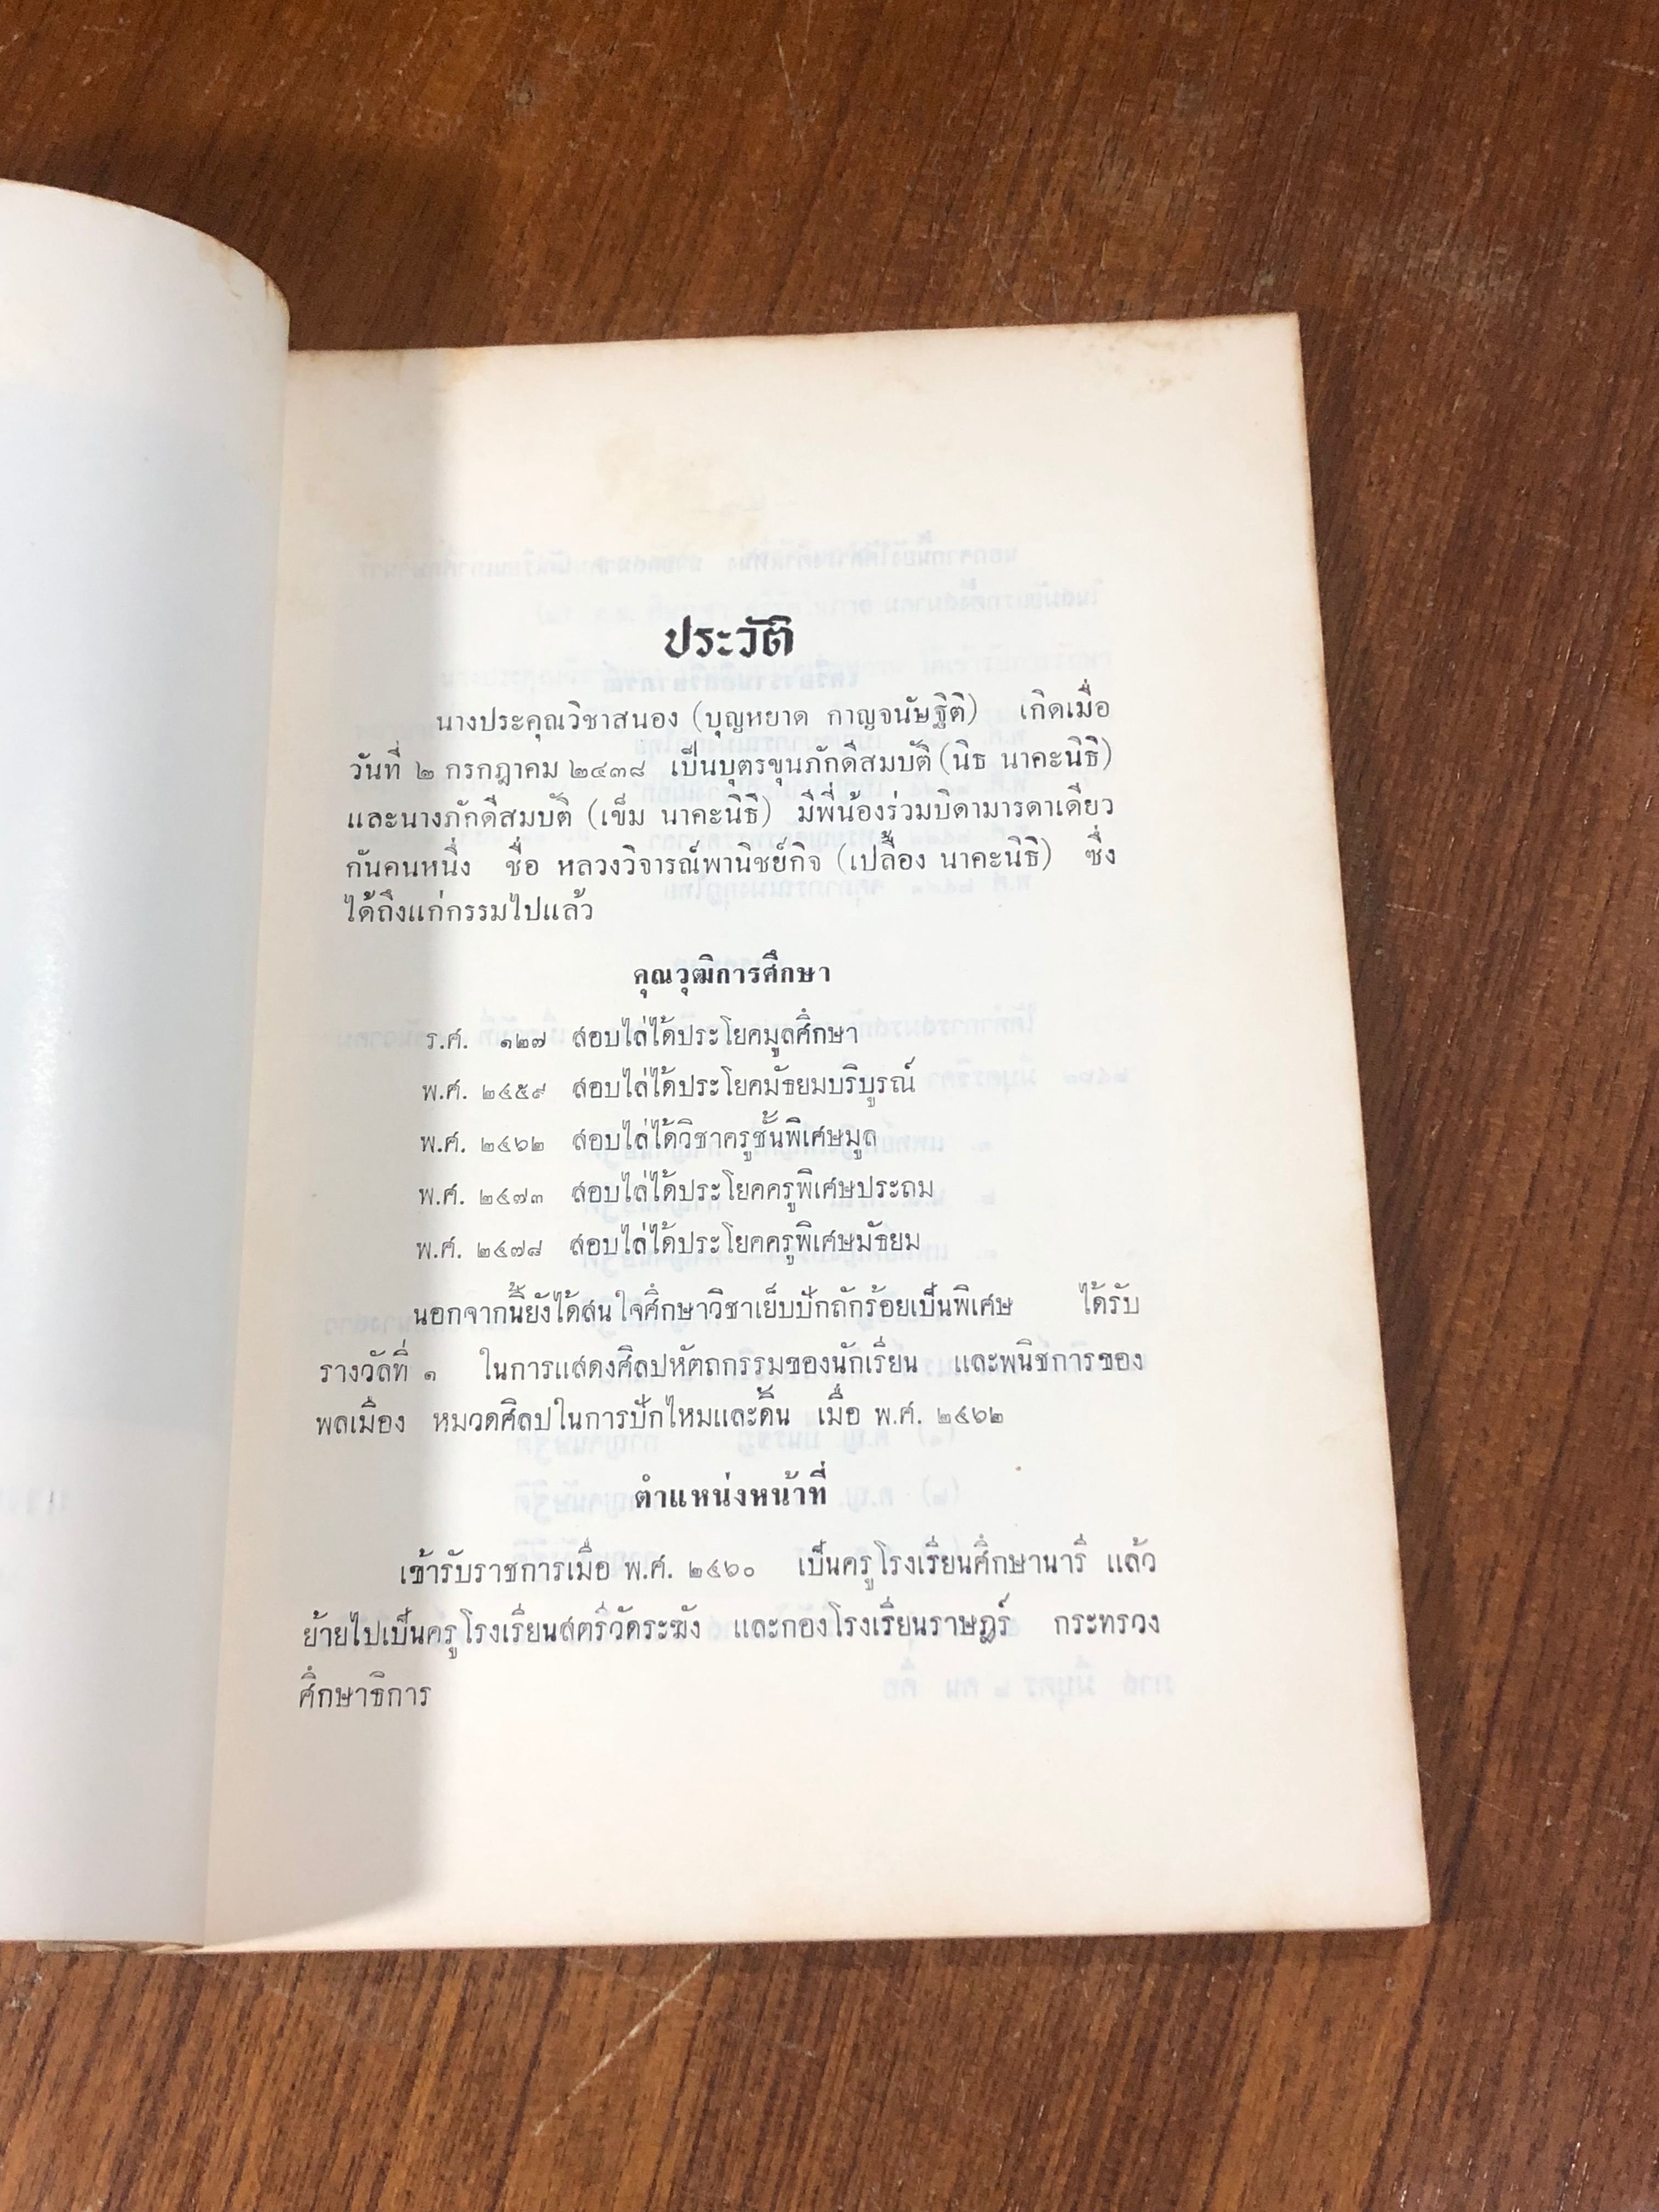 ประวัติ
นางประคุณวิชาสนอง (บุญหยาด กาญจนัษฐิติ) เกิดเมื่อ
วันที่ ๒ กรกฎาคม ๒๔๓๘ เป็นบุตรขุนภักดีสมบัติ (นิธ นาคะนิธิ)
และนางภักดีสมบัติ (เข็ม นาคะนิธิ) มีพี่น้องร่วมบิดามารดาเดียว
กันคนหนึ่ง ชื่อ หลวงวิจารณ์พานิชย์กิจ (เปลื้อง นาคะนิธิ) ซึ่ง
ได้ถึงแก่กรรมไปแล้ว
คุณวุฒิการศึกษา
ร.ศ. ๑๒๗ สอบไล่ได้ประโยคมูลศึกษา
พ.ศ. ๒๔๕๙ สอบไล่ได้ประโยคมัธยมบริบูรณ์
พ.ศ. ๒๔๖๒ สอบไล่ได้วิชาครูชั้นพิเศษมูล
พ.ศ. ๒๔๗๓ สอบไล่ได้ประโยคครูพิเศษประถม
พ.ศ. ๒๔๗๘ สอบไล่ได้ประโยคครูพิเศษมัธยม
นอกจากนี้ยังได้สนใจศึกษาวิชาเย็บปักถักร้อยเป็นพิเศษ ได้รับ
รางวัลที่ ๑ ในการแสดงศิลปหัตถกรรมของนักเรียน และพนิชการของ
พลเมือง หมวดศิลปในการปักไหมและดิ้น เมื่อ พ.ศ. ๒๔๖๒
ตำแหน่งหน้าที่
เข้ารับราชการเมื่อ พ.ศ. ๒๔๖๐ เป็นครูโรงเรียนศึกษานารี แล้ว
ย้ายไปเป็นครูโรงเรียนสตรีวัดระฆัง และกองโรงเรียนราษฎร์ กระทรวง
ศึกษาธิการ